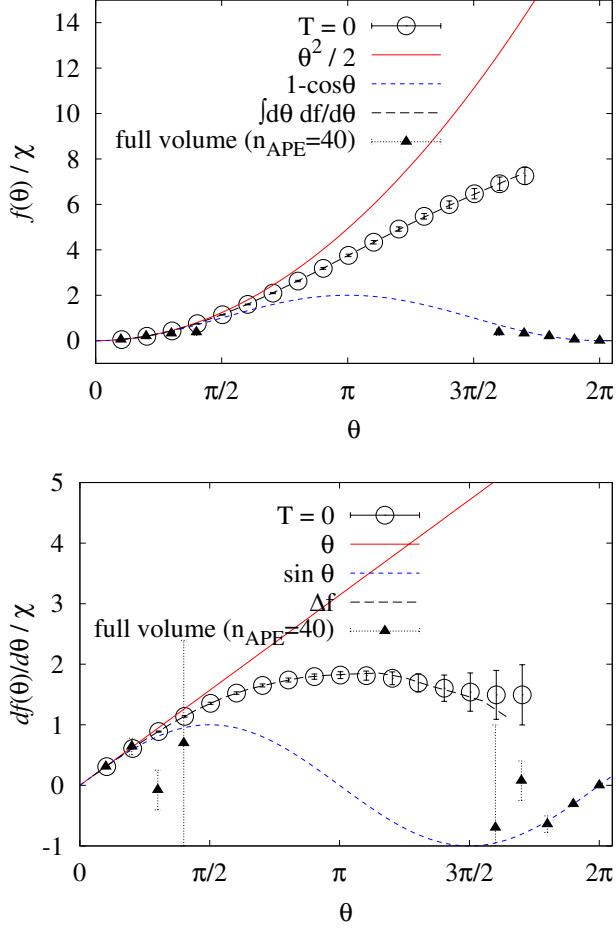 f(θ) / χ
14
12
10
8
6
4
2
0
T = 0
θ² / 2
1-cosθ
∫dθ df/dθ
full volume (n_APE=40)
0
π/2
π
3π/2
2π
θ
df(θ)/dθ / χ
5
4
3
2
1
0
-1
T = 0
θ
sin θ
Δf
full volume (n_APE=40)
0
π/2
π
3π/2
2π
θ